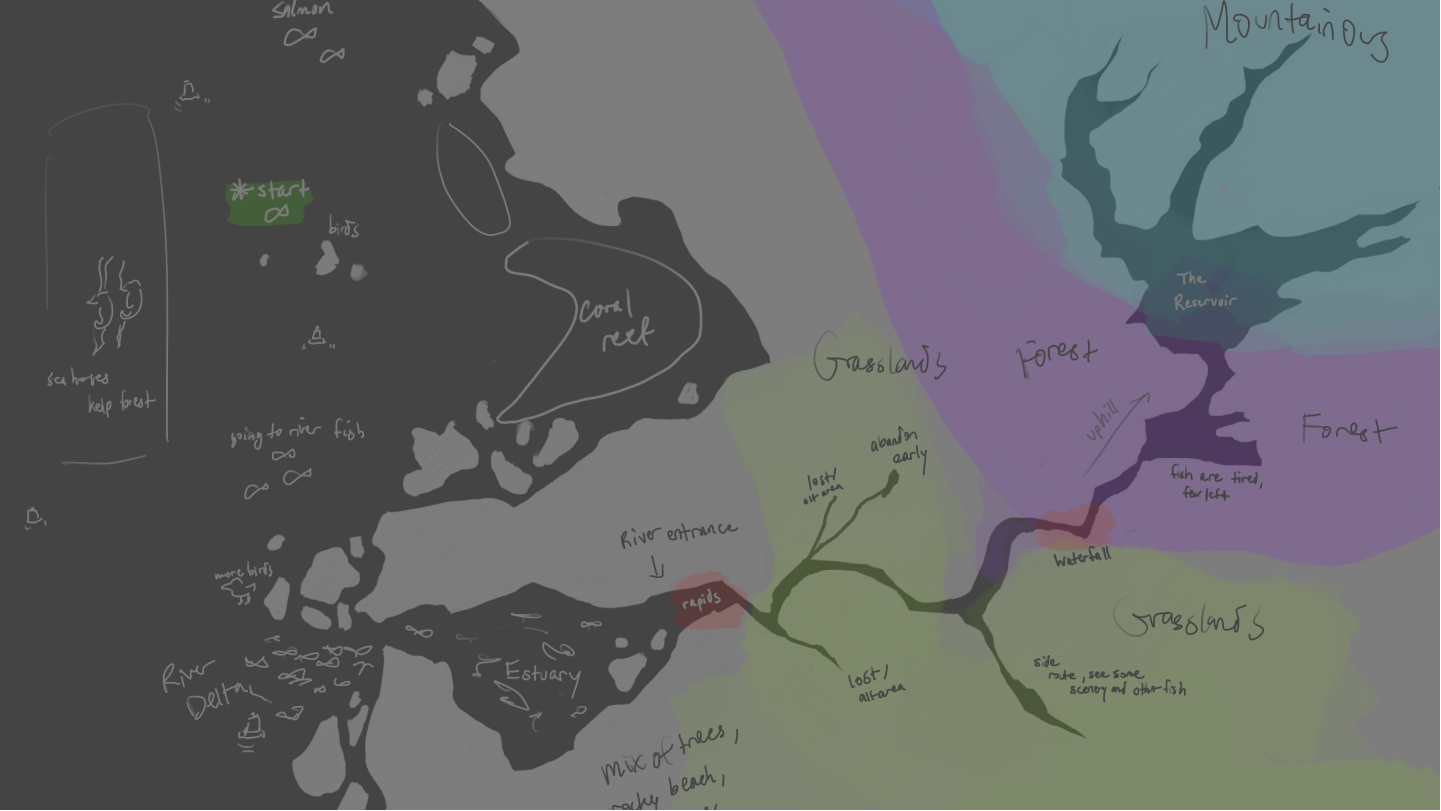 salmon
Mountainous
* start
birds
coral
reef
The
Reservoir
Grasslands
Forest
uphill
Forest
sea horses
kelp forest
going to river fish
abandon
early
lost/
alt area
fish are tired,
few left
River entrance
Waterfall
more birds
rapids
Grasslands
River
Delta
Estuary
lost/
alt area
side
route, see some
scenery and other fish
mix of trees,
rocky beach,